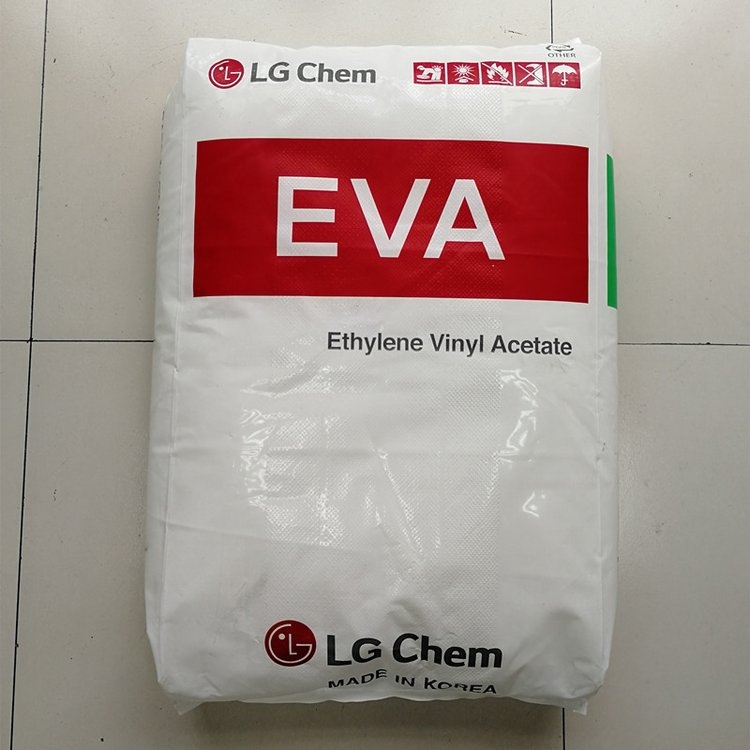 LG Chem
OTHER
EVA
Ethylene Vinyl Acetate
LG Chem
MADE IN KOREA